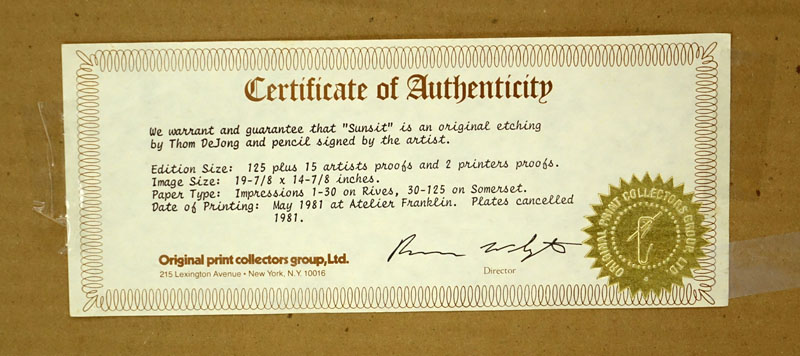 Certificate of Authenticity
We warrant and guarantee that "Sunsit" is an original etching
by Thom DeJong and pencil signed by the artist.
Edition Size: 125 plus 15 artists proofs and 2 printers proofs.
Image Size: 19-7/8 x 14-7/8 inches.
Paper Type: Impressions 1-30 on Rives, 30-125 on Somerset.
Date of Printing: May 1981 at Atelier Franklin. Plates cancelled
1981.
Original print collectors group, Ltd.
215 Lexington Avenue • New York, N.Y. 10016
Director
ORIGINAL PRINT COLLECTORS GROUP LTD